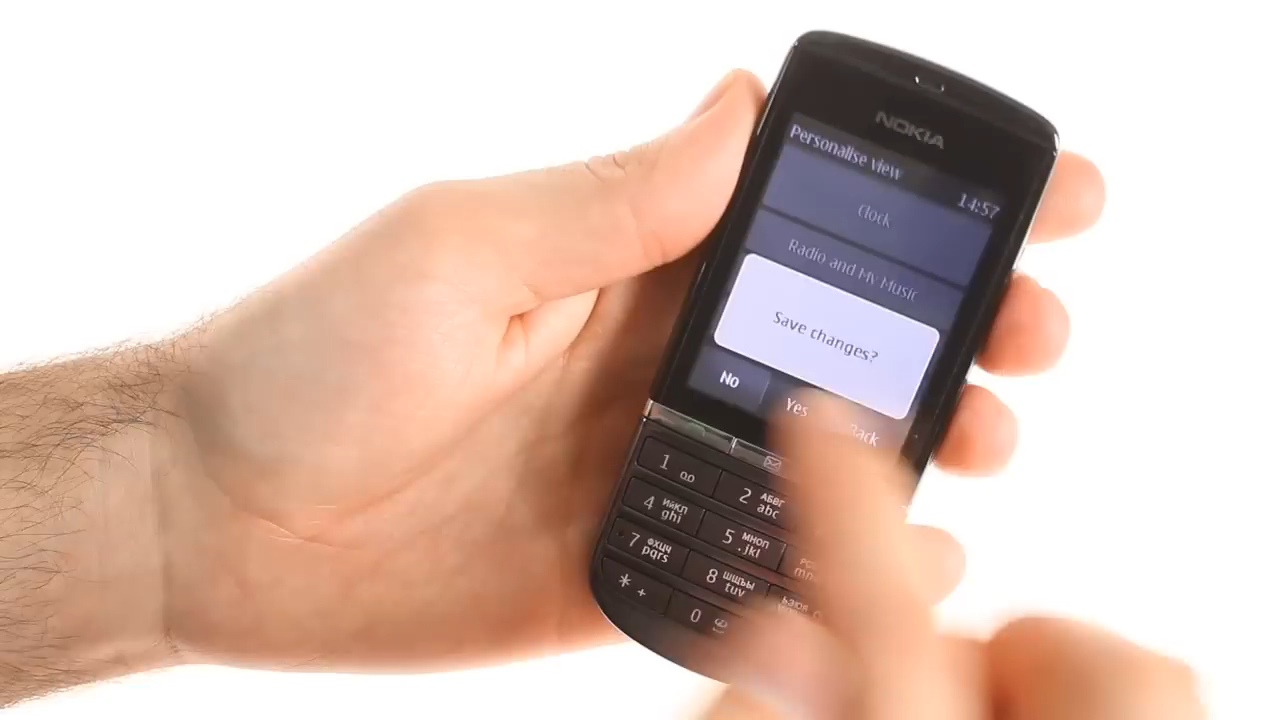 NOKIA
Personalise view
14:57
Clock
Radio and My Music
Save changes?
No
Yes
Back
1
2 АБВГ
abc
4 ИЙКЛ
ghi
5 МНОП
jkl
7 ФХЦЧ
pqrs
8 ШЩЪЫ
tuv
* +
0